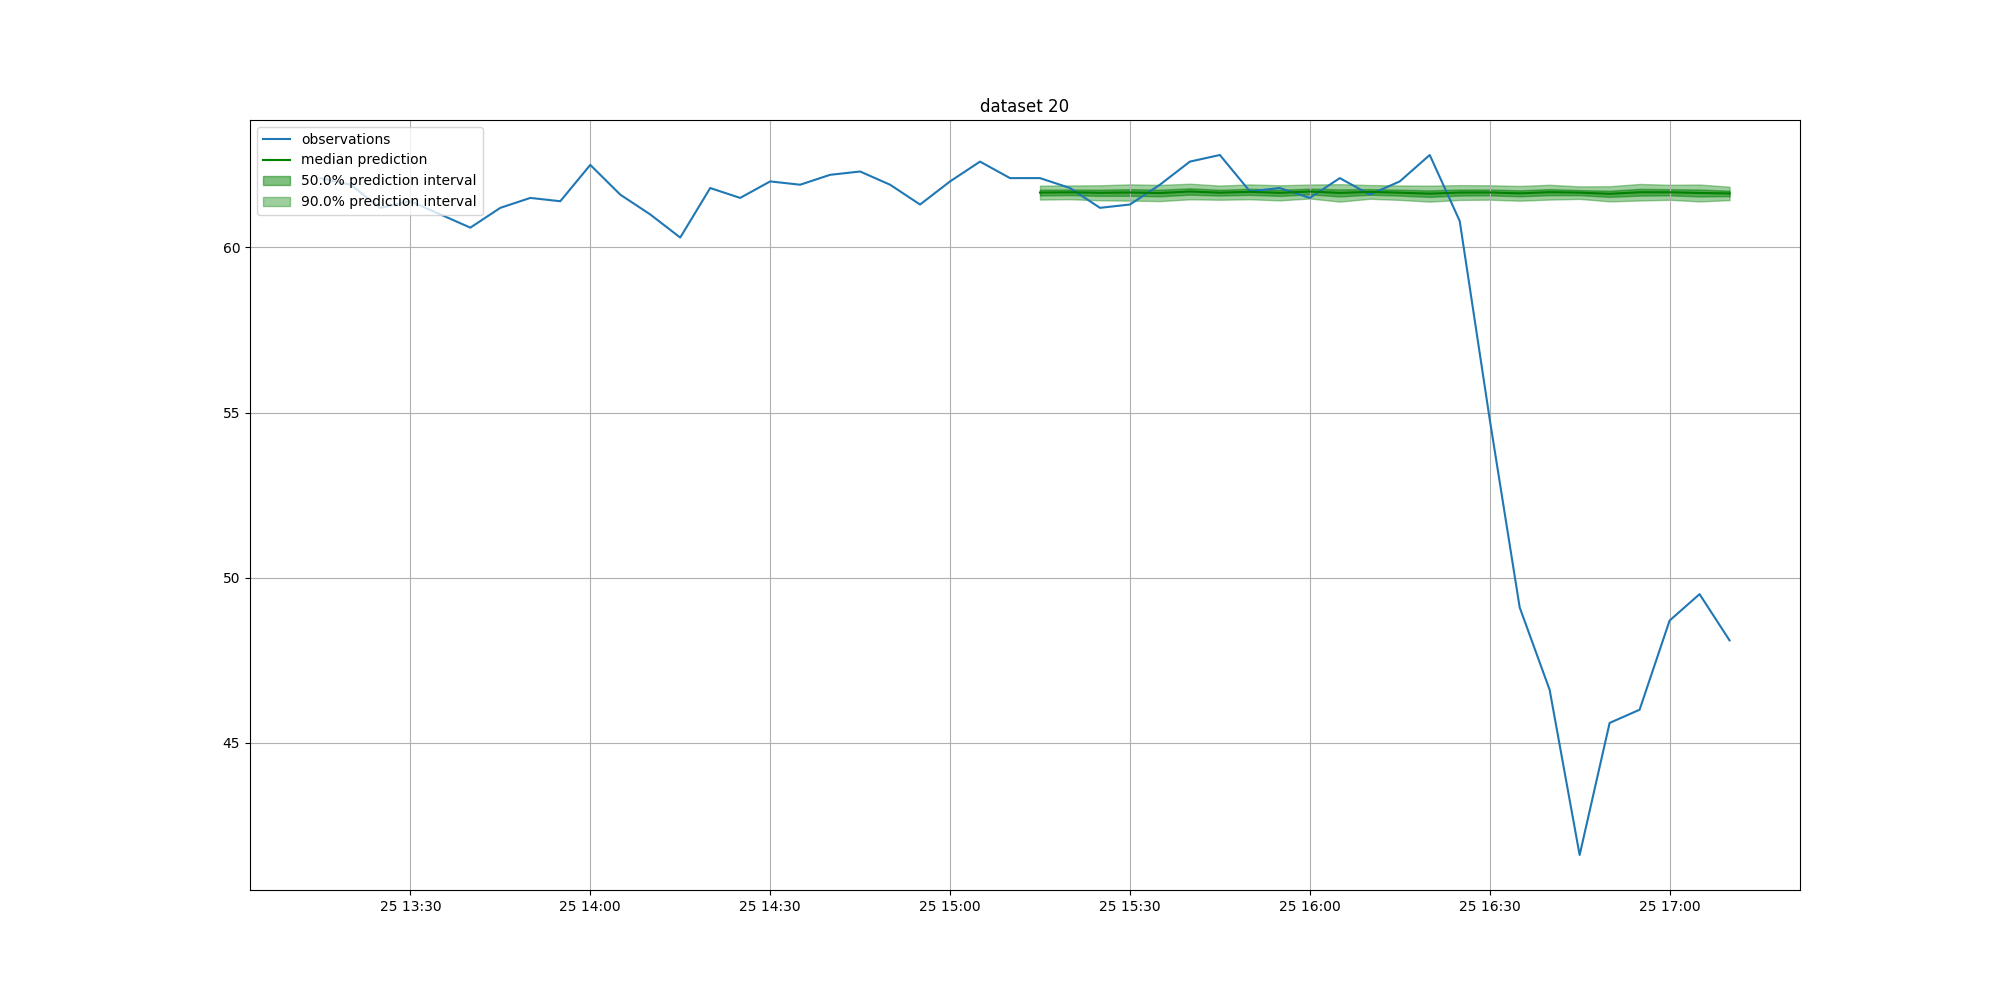 dataset 20
observations
median prediction
50.0% prediction interval
90.0% prediction interval
60
55
50
45
25 13:30
25 14:00
25 14:30
25 15:00
25 15:30
25 16:00
25 16:30
25 17:00